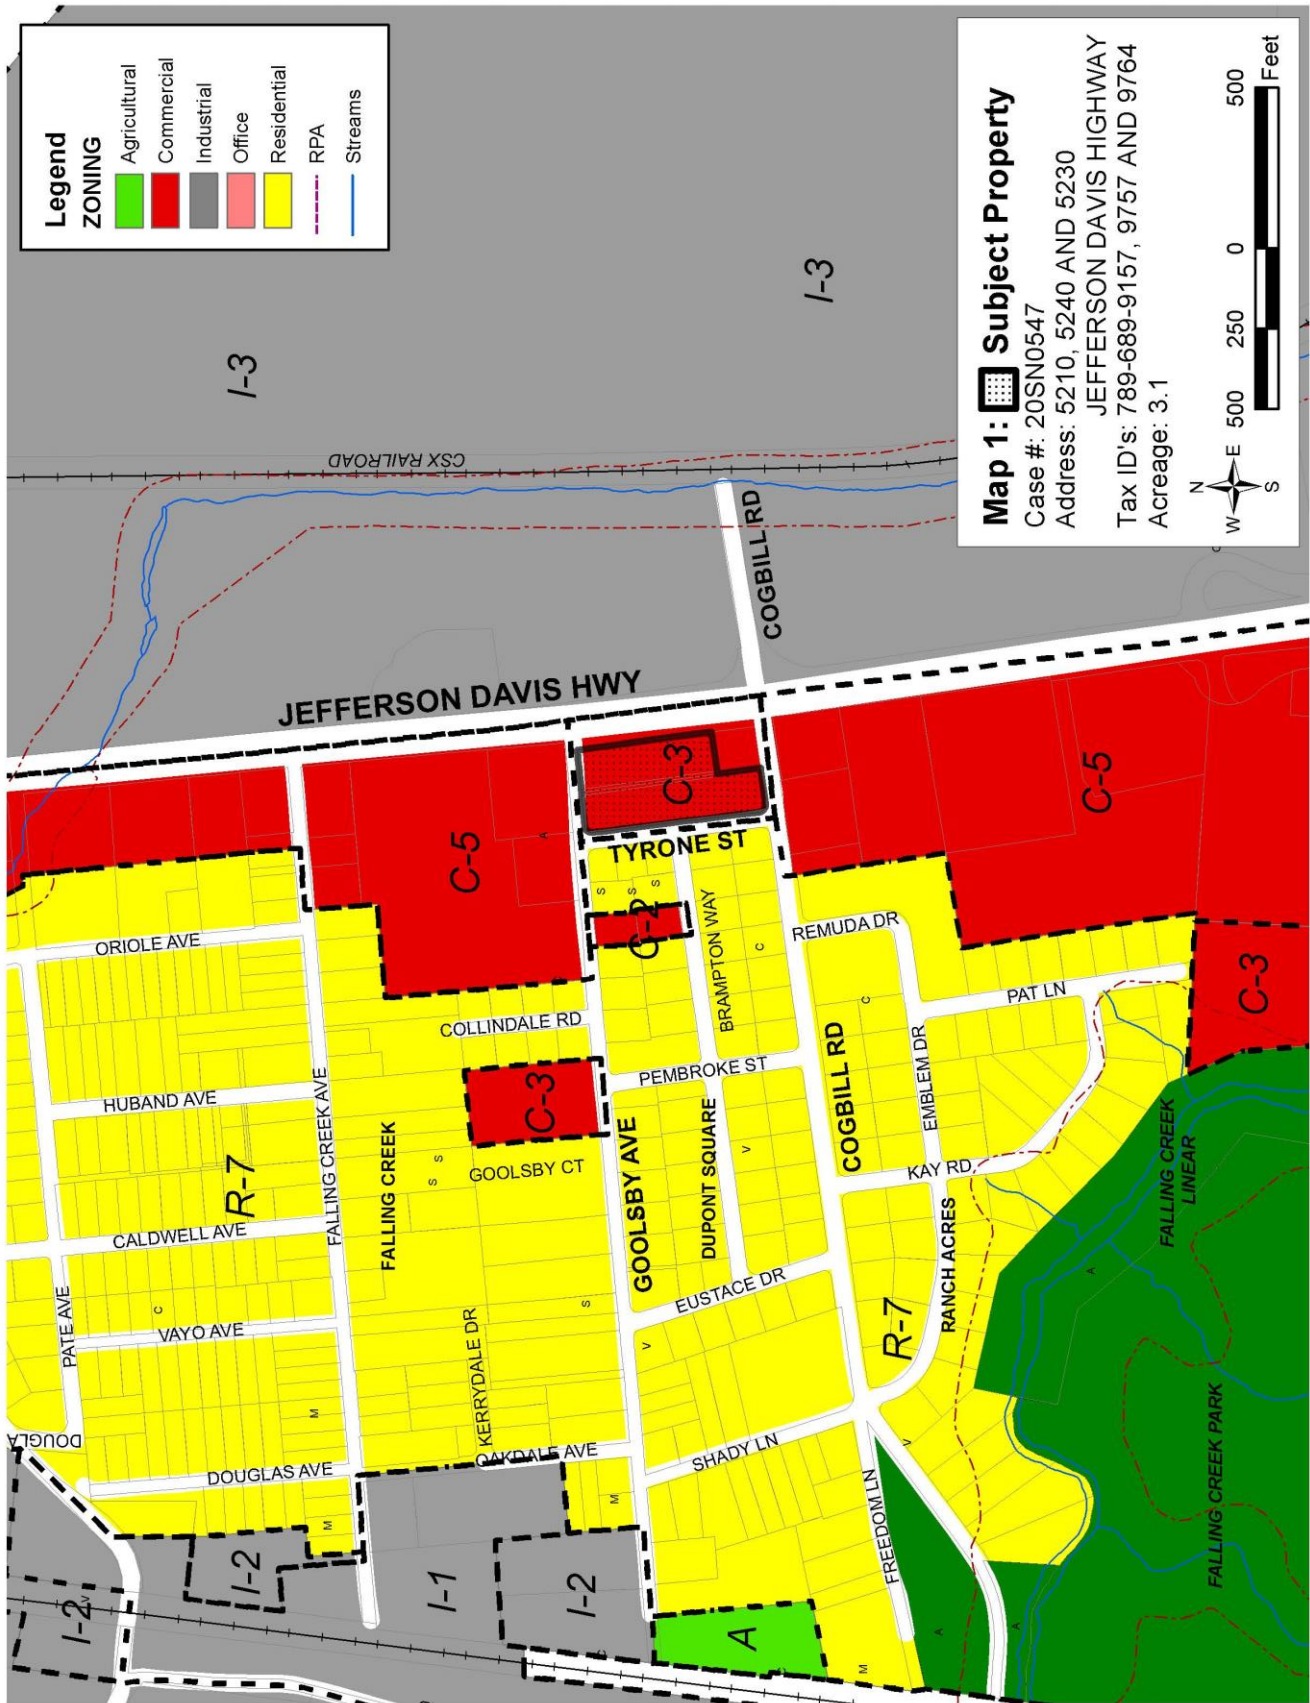 Legend
ZONING
Agricultural
Commercial
Industrial
Office
Residential
RPA
Streams
Map 1: Subject Property
Case #: 20SN0547
Address: 5210, 5240 AND 5230
JEFFERSON DAVIS HIGHWAY
Tax ID's: 789-689-9157, 9757 AND 9764
Acreage: 3.1
N
W
E
S
500
250
0
500
Feet
I-3
I-3
CSX RAILROAD
COGBILL RD
JEFFERSON DAVIS HWY
C-5
A
C-3
C-5
TYRONE ST
S
S
S
C-2
BRAMPTON WAY
C
REMUDA DR
ORIOLE AVE
COLLINDALE RD
PAT LN
C-3
HUBAND AVE
FALLING CREEK AVE
C-3
PEMBROKE ST
COGBILL RD
C
EMBLEM DR
R-7
FALLING CREEK
S
S
GOOLSBY CT
GOOLSBY AVE
DUPONT SQUARE
V
KAY RD
FALLING CREEK
LINEAR
CALDWELL AVE
EUSTACE DR
RANCH ACRES
A
PATE AVE
C
VAYO AVE
KERRYDALE DR
S
V
R-7
DOUGLA
M
DOUGLAS AVE
OAKDALE AVE
SHADY LN
V
FALLING CREEK PARK
M
M
FREEDOM LN
I-2
V
I-2
I-1
I-2
C
A
M
A
A